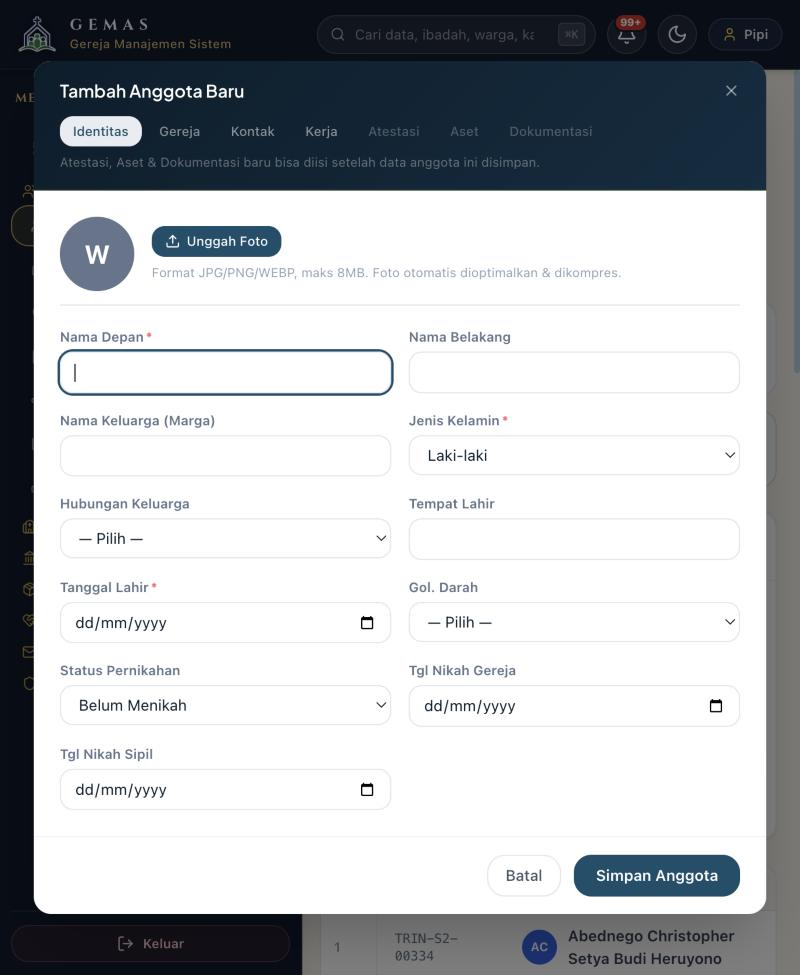 GEMAS
Gereja Manajemen Sistem
Cari data, ibadah, warga, ka
⌘K
99+
Pipi
ME
Tambah Anggota Baru
Identitas Gereja Kontak Kerja Atestasi Aset Dokumentasi
Atestasi, Aset & Dokumentasi baru bisa diisi setelah data anggota ini disimpan.
W
Unggah Foto
Format JPG/PNG/WEBP, maks 8MB. Foto otomatis dioptimalkan & dikompres.
Nama Depan * Nama Belakang
Nama Keluarga (Marga) Jenis Kelamin *
Laki-laki
Hubungan Keluarga Tempat Lahir
— Pilih —
Tanggal Lahir * Gol. Darah
dd/mm/yyyy — Pilih —
Status Pernikahan Tgl Nikah Gereja
Belum Menikah dd/mm/yyyy
Tgl Nikah Sipil
dd/mm/yyyy
Batal Simpan Anggota
Keluar
1
TRIN-S2-
00334
AC
Abednego Christopher
Setya Budi Heruyono